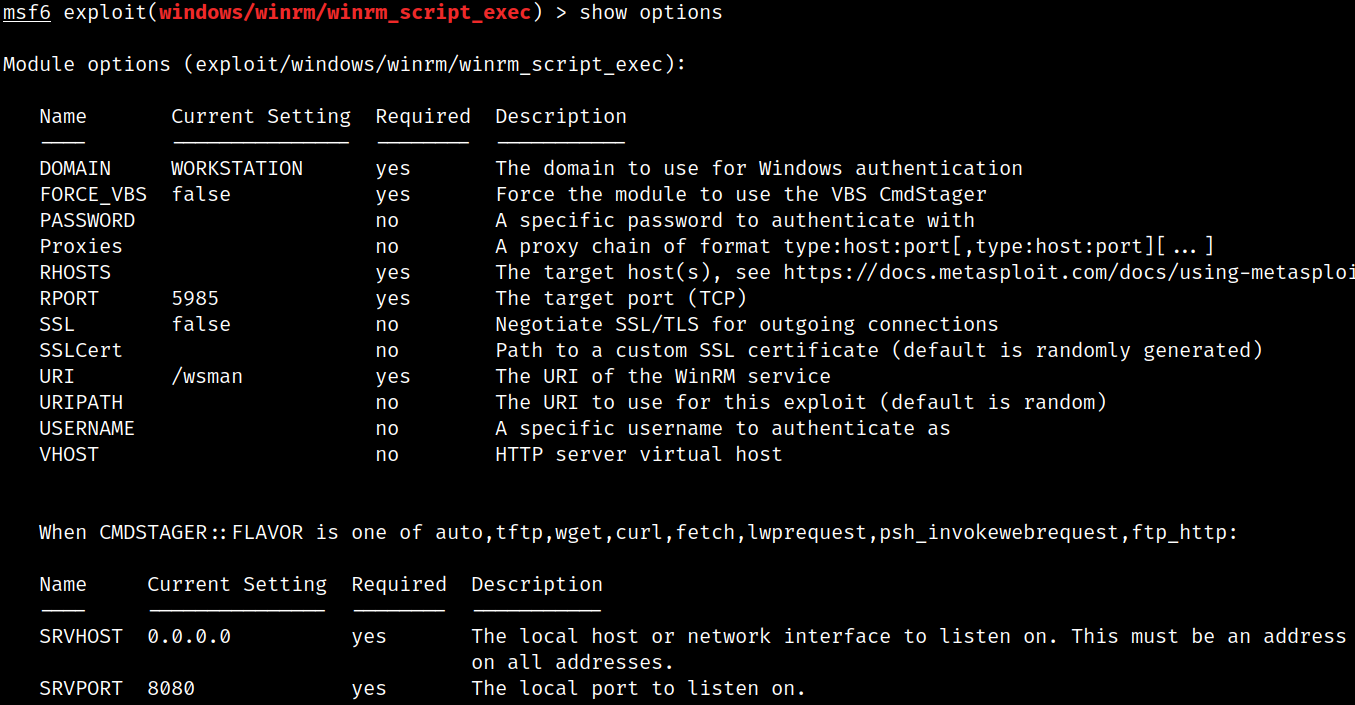 msf6 exploit(windows/winrm/winrm_script_exec) > show options
Module options (exploit/windows/winrm/winrm_script_exec):
Name Current Setting Required Description
---- --------------- -------- -----------
DOMAIN WORKSTATION yes The domain to use for Windows authentication
FORCE_VBS false yes Force the module to use the VBS CmdStager
PASSWORD no A specific password to authenticate with
Proxies no A proxy chain of format type:host:port[,type:host:port][...]
RHOSTS yes The target host(s), see https://docs.metasploit.com/docs/using-metasploi
RPORT 5985 yes The target port (TCP)
SSL false no Negotiate SSL/TLS for outgoing connections
SSLCert no Path to a custom SSL certificate (default is randomly generated)
URI /wsman yes The URI of the WinRM service
URIPATH no The URI to use for this exploit (default is random)
USERNAME no A specific username to authenticate as
VHOST no HTTP server virtual host
When CMDSTAGER::FLAVOR is one of auto,tftp,wget,curl,fetch,lwprequest,psh_invokewebrequest,ftp_http:
Name Current Setting Required Description
---- --------------- -------- -----------
SRVHOST 0.0.0.0 yes The local host or network interface to listen on. This must be an address
on all addresses.
SRVPORT 8080 yes The local port to listen on.